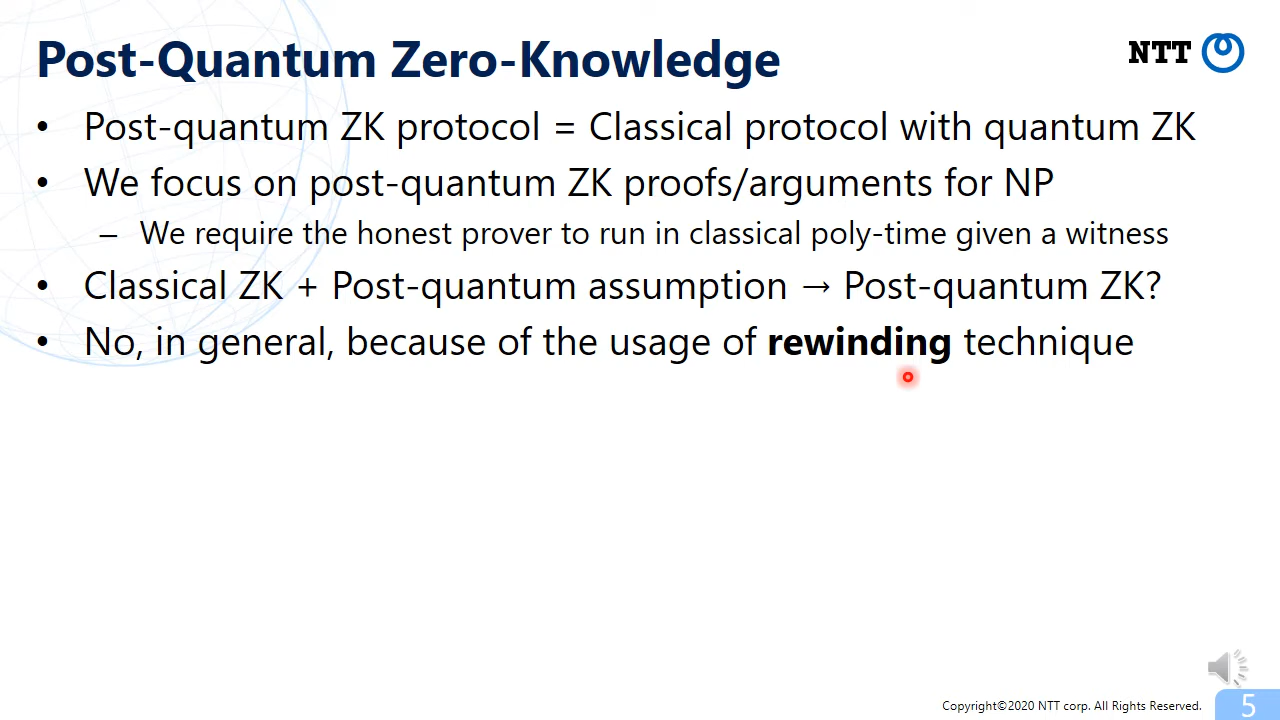 Post-Quantum Zero-Knowledge
NTT
• Post-quantum ZK protocol = Classical protocol with quantum ZK
• We focus on post-quantum ZK proofs/arguments for NP
– We require the honest prover to run in classical poly-time given a witness
• Classical ZK + Post-quantum assumption → Post-quantum ZK?
• No, in general, because of the usage of rewinding technique
Copyright©2020 NTT corp. All Rights Reserved.
5